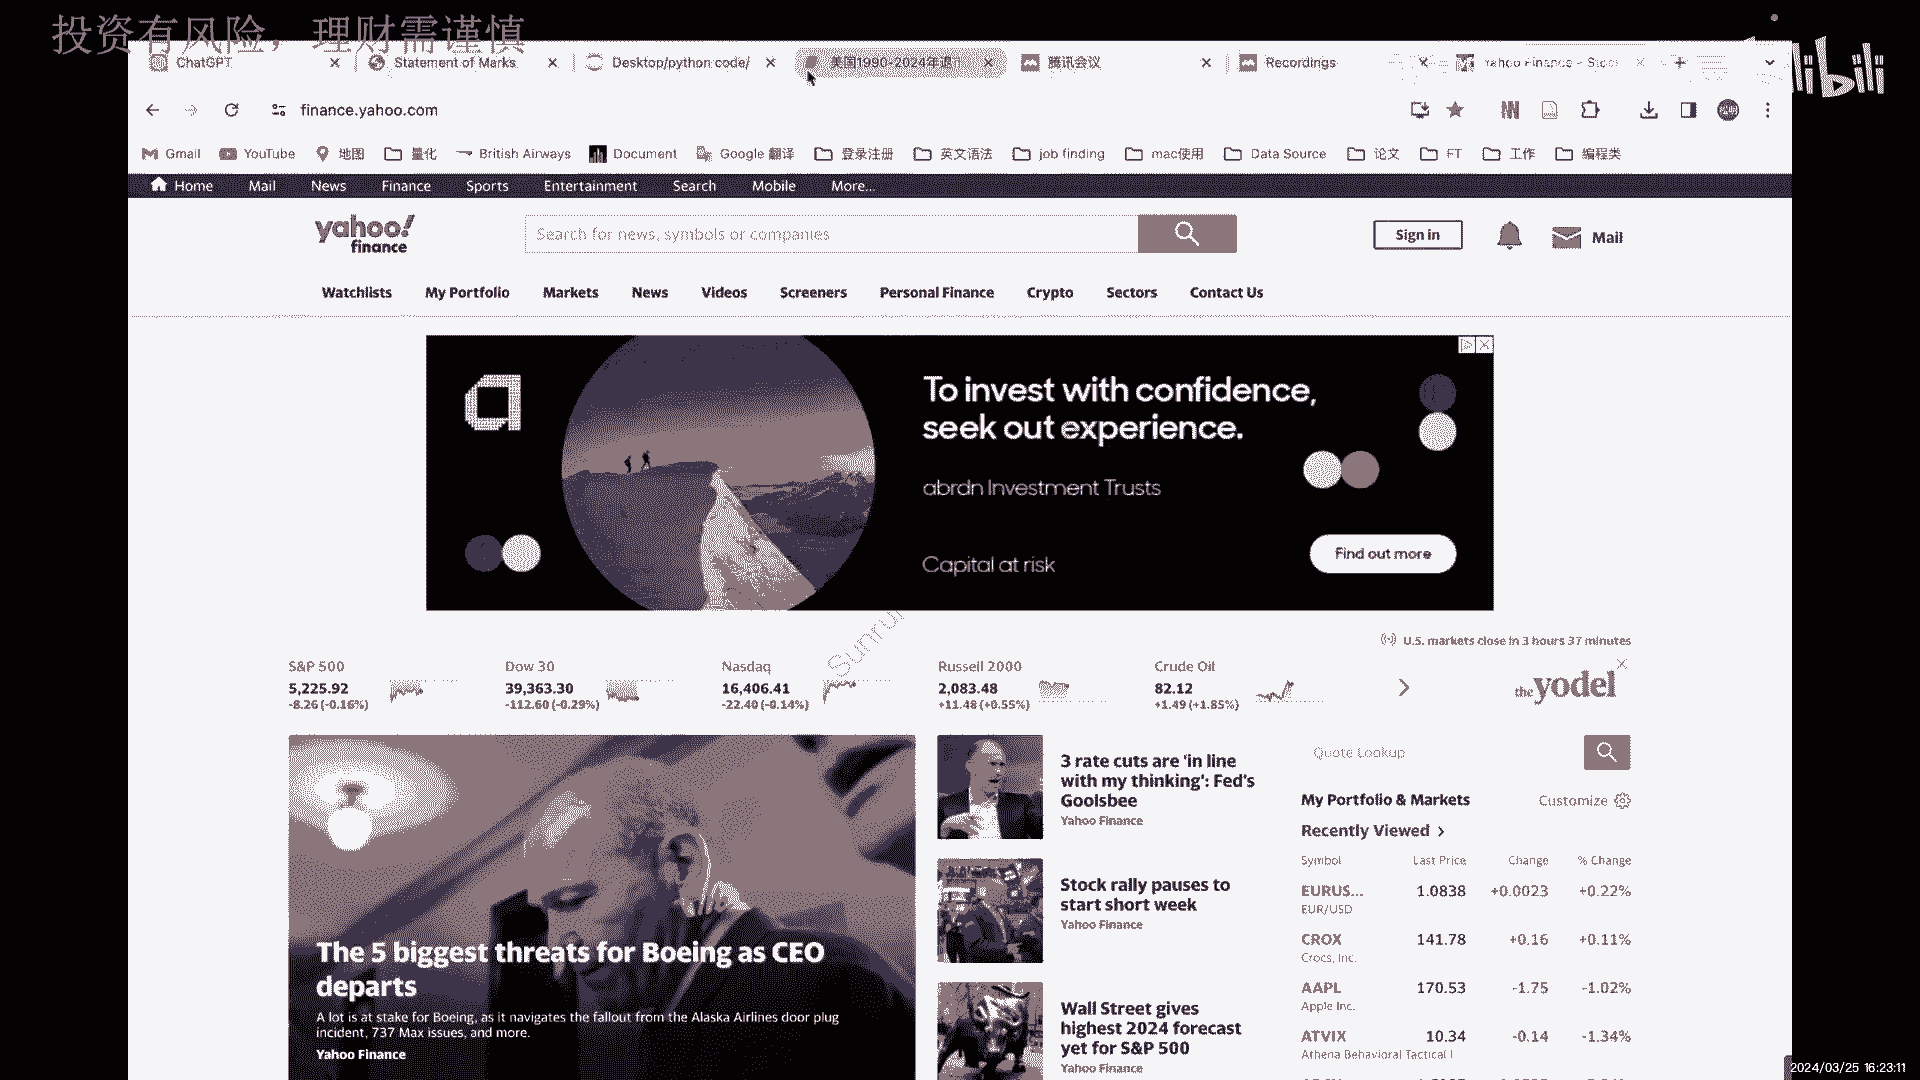 投资有风险，理财需谨慎
ChatGPT
Statement of Marks
Desktop/python code/
美国1990-2024年
腾讯会议
Recordings
Yahoo Finance - Stoc
libili
finance.yahoo.com
Gmail
YouTube
地图
量化
British Airways
Document
Google 翻译
登录注册
英文语法
job finding
mac使用
Data Source
论文
FT
工作
编程类
Home
Mail
News
Finance
Sports
Entertainment
Search
Mobile
More...
yahoo!
finance
Search for news, symbols or companies
Sign in
Mail
Watchlists
My Portfolio
Markets
News
Videos
Screeners
Personal Finance
Crypto
Sectors
Contact Us
To invest with confidence,
seek out experience.
abrdn Investment Trusts
Capital at risk
Find out more
Sunrui
U.S. markets close in 3 hours 37 minutes
S&P 500
5,225.92
-8.26 (-0.16%)
Dow 30
39,363.30
-112.60 (-0.29%)
Nasdaq
16,406.41
-22.40 (-0.14%)
Russell 2000
2,083.48
+11.48 (+0.55%)
Crude Oil
82.12
+1.49 (+1.85%)
the yodel
The 5 biggest threats for Boeing as CEO
departs
A lot is at stake for Boeing, as it navigates the fallout from the Alaska Airlines door plug
incident, 737 Max issues, and more.
Yahoo Finance
3 rate cuts are 'in line
with my thinking': Fed's
Goolsbee
Yahoo Finance
Stock rally pauses to
start short week
Yahoo Finance
Wall Street gives
highest 2024 forecast
yet for S&P 500
Yahoo Finance
Quote Lookup
My Portfolio & Markets
Customize
Recently Viewed
Symbol Last Price Change % Change
EURUS... 1.0838 +0.0023 +0.22%
EUR/USD
CROX 141.78 +0.16 +0.11%
Crocs, Inc.
AAPL 170.53 -1.75 -1.02%
Apple Inc.
ATVIX 10.34 -0.14 -1.34%
Athena Behavioral Tactical I
2024/03/25 16:23:11